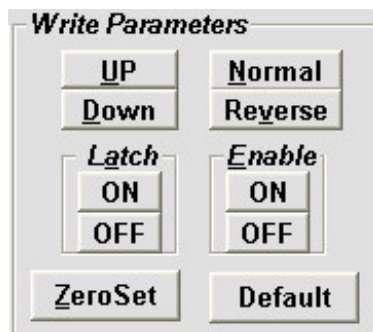 Write Parameters
UP Normal
Down Reverse
Latch Enable
ON ON
OFF OFF
ZeroSet Default